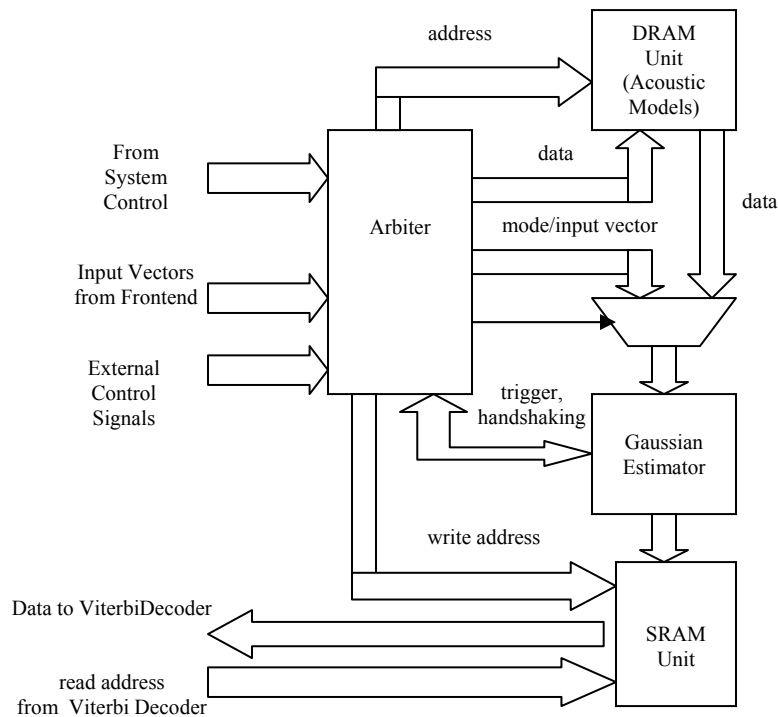 address
DRAM
Unit
(Acoustic
Models)
From
System
Control
data
data
mode/input vector
Arbiter
Input Vectors
from Frontend
External
Control
Signals
trigger,
handshaking
Gaussian
Estimator
write address
Data to ViterbiDecoder
SRAM
Unit
read address
from Viterbi Decoder